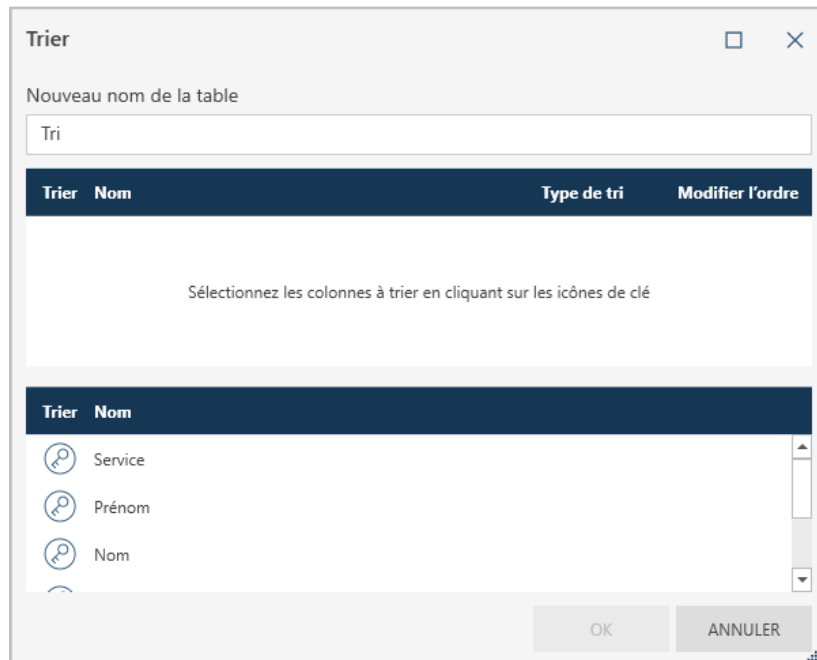 Trier
Nouveau nom de la table
Tri
Trier Nom Type de tri Modifier l’ordre
Sélectionnez les colonnes à trier en cliquant sur les icônes de clé
Trier Nom
Service
Prénom
Nom
OK ANNULER